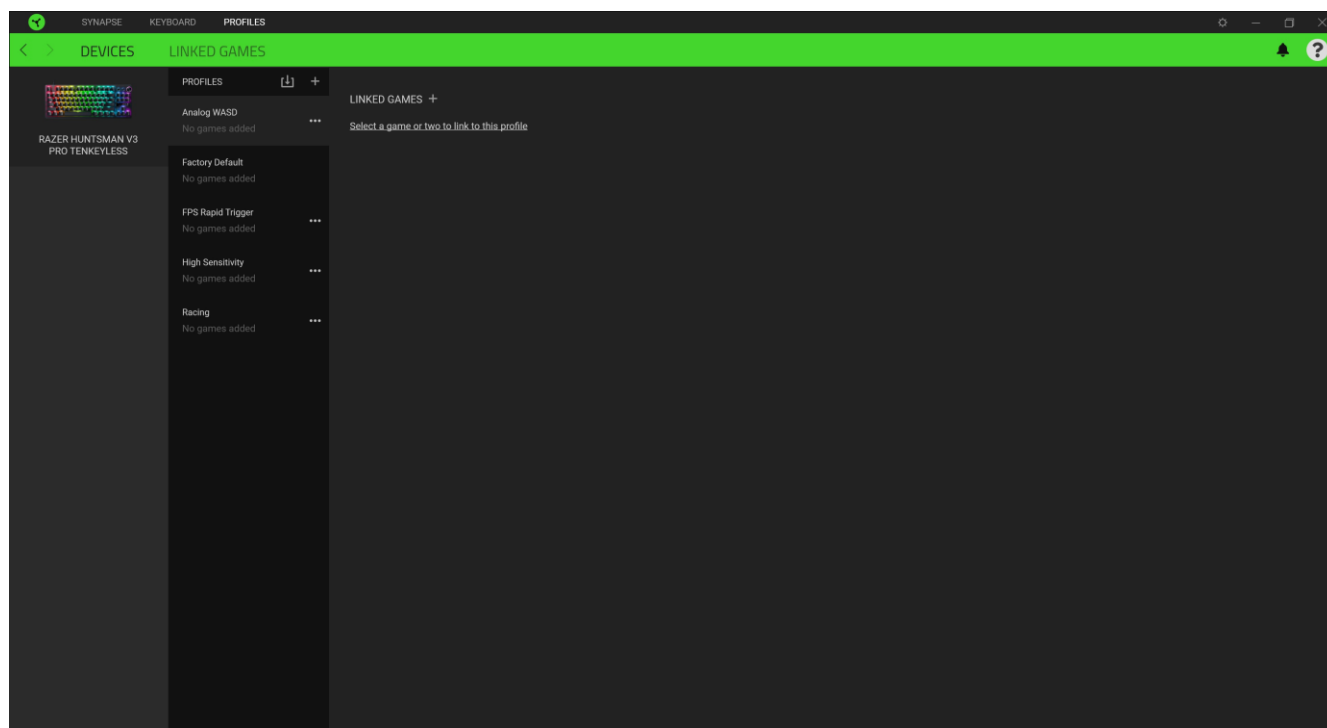 SYNAPSE KEYBOARD PROFILES
DEVICES LINKED GAMES
RAZER HUNTSMAN V3
PRO TENKEYLESS
PROFILES
Analog WASD
No games added
Factory Default
No games added
FPS Rapid Trigger
No games added
High Sensitivity
No games added
Racing
No games added
LINKED GAMES +
Select a game or two to link to this profile